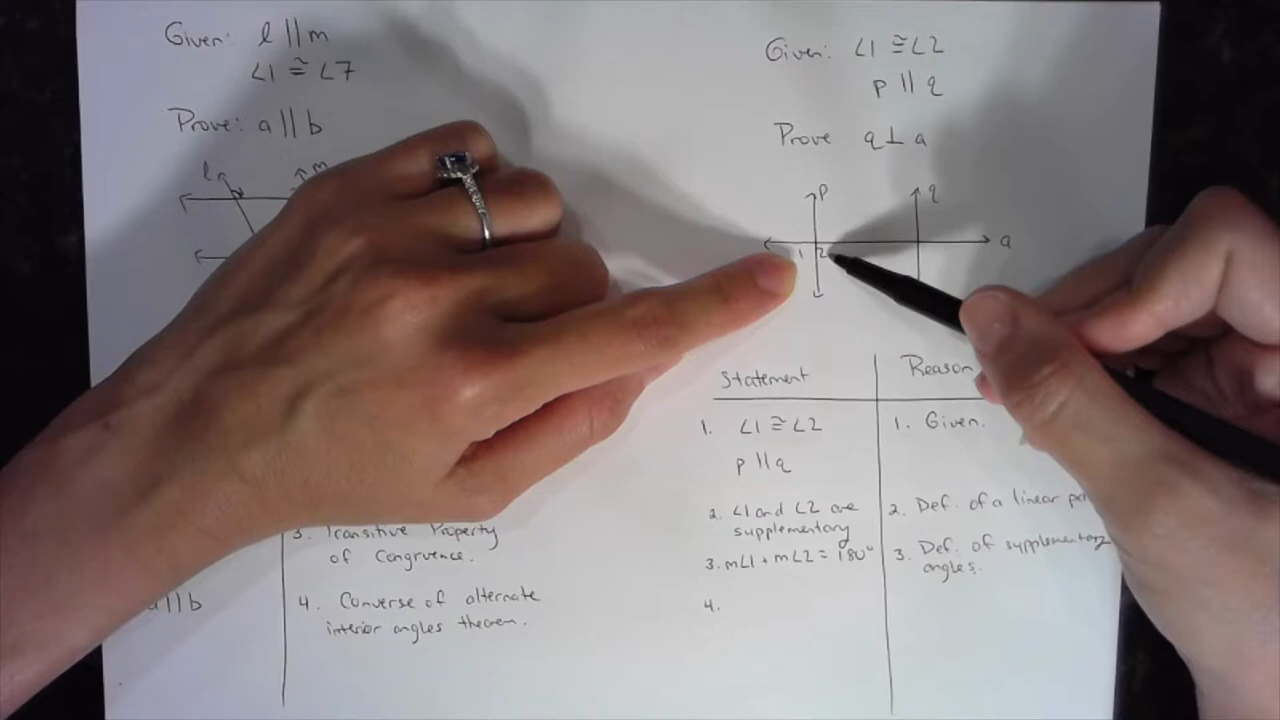 Given: l || m
∠1 ≅ ∠7
Prove: a || b
l m
3. Transitive Property
of Congruence.
a || b
4. Converse of alternate
interior angles theorem.
Given: ∠1 ≅ ∠2
p || q
Prove q ⊥ a
p q
a
1 2
Statement Reason
1. ∠1 ≅ ∠2 1. Given.
p || q
2. ∠1 and ∠2 are 2. Def. of a linear
supplementary
3. m∠1 + m∠2 = 180° 3. Def. of supplementary
angles.
4.